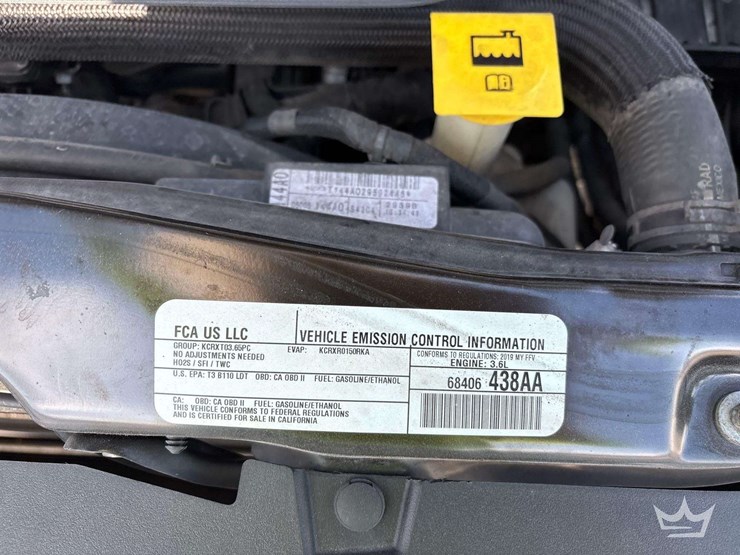 FCA US LLC
VEHICLE EMISSION CONTROL INFORMATION
GROUP: KCRXT03.65PC
EVAP: KCRXR0150RKA
NO ADJUSTMENTS NEEDED
HO2S / SFI / TWC
CONFORMS TO REGULATIONS: 2019 MY FFV
ENGINE: 3.6L
U.S. EPA: T3 B110 LDT OBD: CA OBD II FUEL: GASOLINE/ETHANOL
68406 438AA
CA: OBD: CA OBD II FUEL: GASOLINE/ETHANOL
THIS VEHICLE CONFORMS TO FEDERAL REGULATIONS
AND IS CERTIFIED FOR SALE IN CALIFORNIA
MEXICO